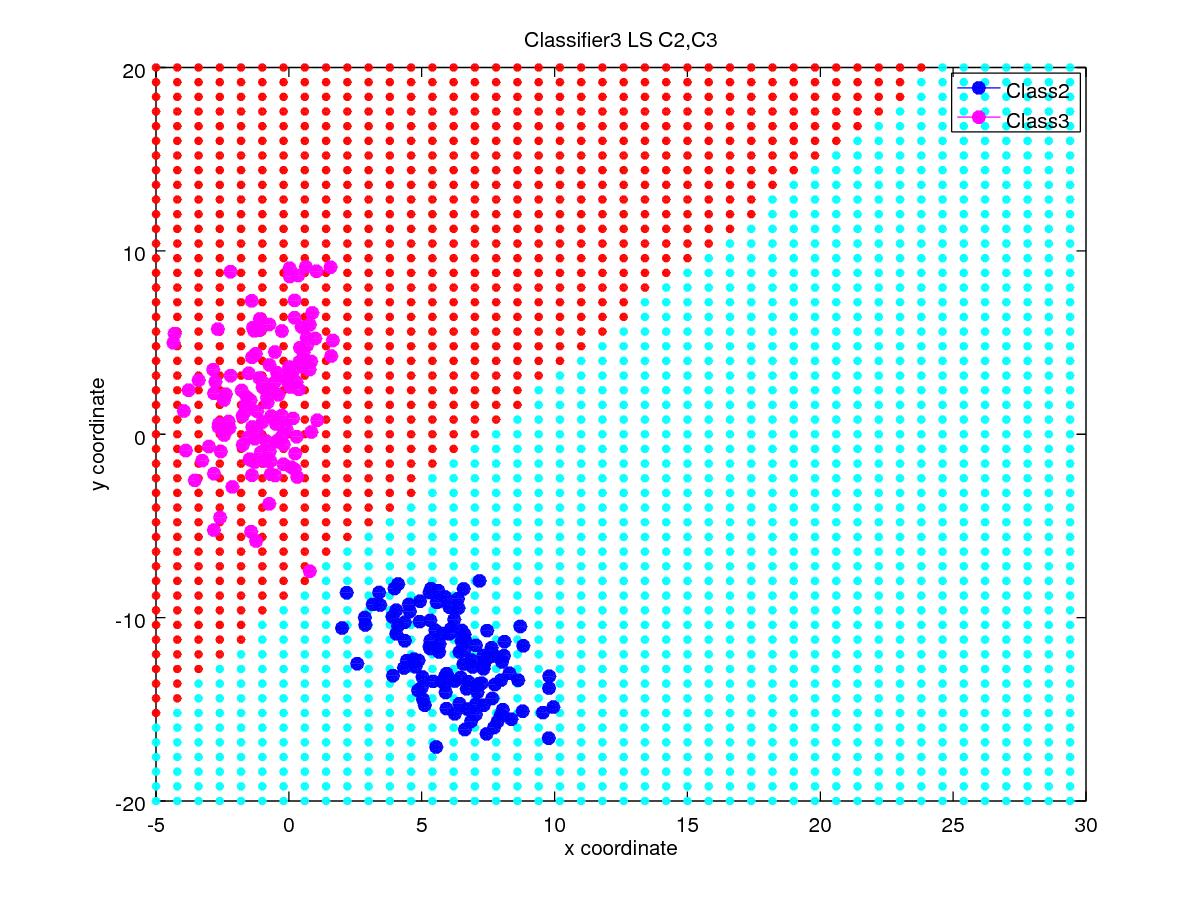 Classifier3 LS C2,C3
20
10
0
-10
-20
y coordinate
Class2
Class3
-5 0 5 10 15 20 25 30
x coordinate